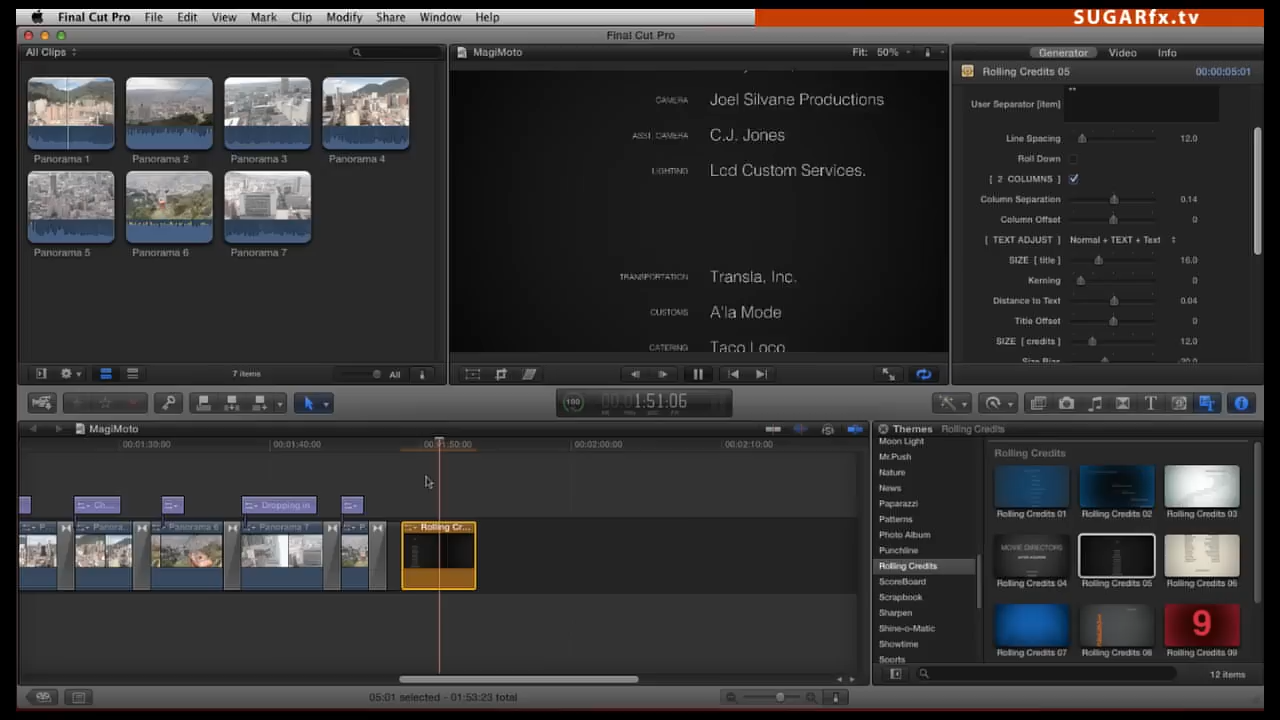 Final Cut Pro File Edit View Mark Clip Modify Share Window Help
SUGARfx.tv
Final Cut Pro
All Clips
MagiMoto
Fit: 50%
Generator Video Info
Rolling Credits 05
00:00:05:01
Panorama 1
Panorama 2
Panorama 3
Panorama 4
Panorama 5
Panorama 6
Panorama 7
CAMERA Joel Silvane Productions
ASSI. CAMERA C.J. Jones
LIGHTING Lcd Custom Services.
TRANSPORTATION Transla, Inc.
CUSTOMS A'la Mode
CATERING Taco Loco
User Separator [item]
Line Spacing 12.0
Roll Down
[ 2 COLUMNS ]
Column Separation 0.14
Column Offset 0
[ TEXT ADJUST ] Normal + TEXT + Text
SIZE [ title ] 16.0
Kerning 0
Distance to Text 0.04
Title Offset 0
SIZE [ credits ] 12.0
7 items
All
100
1:51:06
MagiMoto
00:01:30:00
00:01:40:00
00:01:50:00
00:02:00:00
00:02:10:00
Ch...
Dropping in
P...
Panora...
Panorama 6
Panorama 7
P...
Rolling Cr...
Themes Rolling Credits
Moon Light
Mr.Push
Nature
News
Paparazzi
Patterns
Photo Album
Punchline
Rolling Credits
ScoreBoard
Scrapbook
Sharpen
Shine-o-Matic
Showtime
Sports
Rolling Credits
Rolling Credits 01
Rolling Credits 02
Rolling Credits 03
MOVIE DIRECTORS
Rolling Credits 04
Rolling Credits 05
Rolling Credits 06
9
Rolling Credits 07
Rolling Credits 08
Rolling Credits 09
12 items
05:01 selected - 01:53:23 total